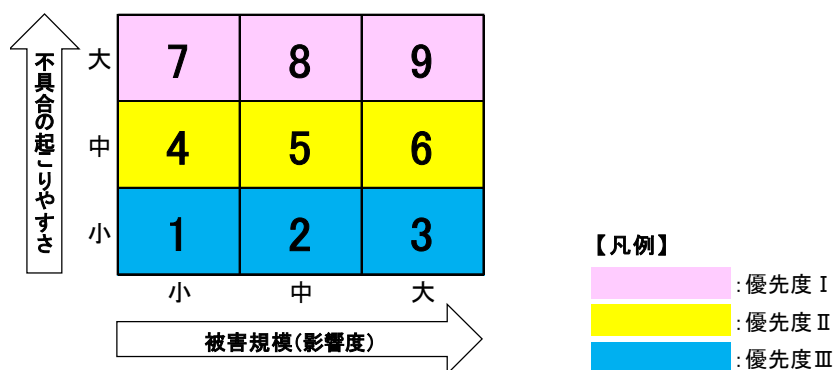 不具合の起こりやすさ
大
7 8 9
中
4 5 6
小
1 2 3
小 中 大
被害規模(影響度)
【凡例】
:優先度Ⅰ
:優先度Ⅱ
:優先度Ⅲ